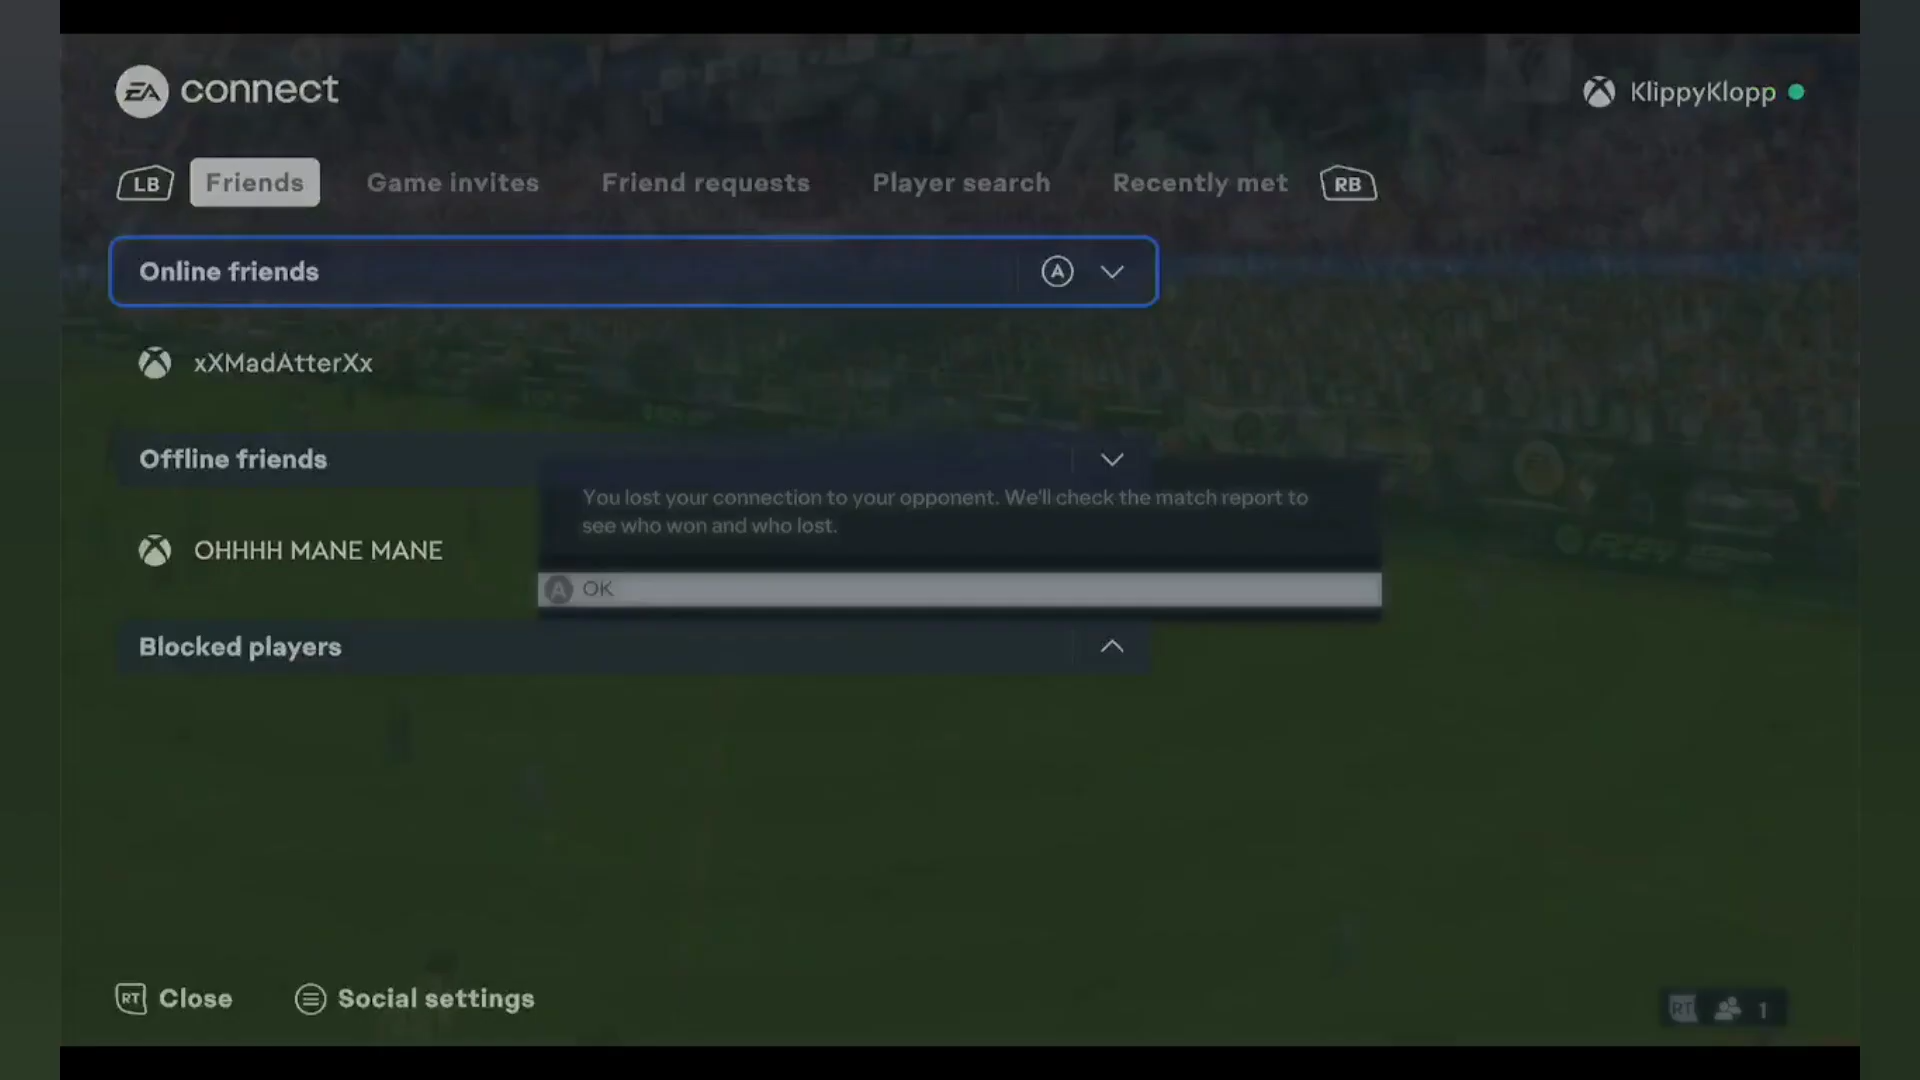 EA connect
KlippyKlopp
LB Friends Game invites Friend requests Player search Recently met RB
Online friends A
xXMadAtterXx
Offline friends
You lost your connection to your opponent. We'll check the match report to
see who won and who lost.
OHHHH MANE MANE
A OK
Blocked players
FC24
RT Close Social settings
RT 1